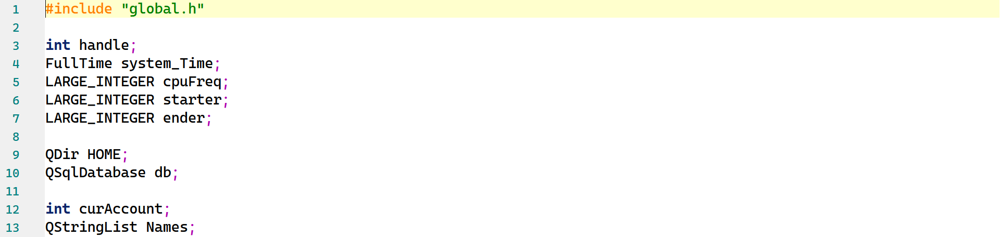 1 #include "global.h"
2
3 int handle;
4 FullTime system_Time;
5 LARGE_INTEGER cpuFreq;
6 LARGE_INTEGER starter;
7 LARGE_INTEGER ender;
8
9 QDir HOME;
10 QSqlDatabase db;
11
12 int curAccount;
13 QStringList Names;